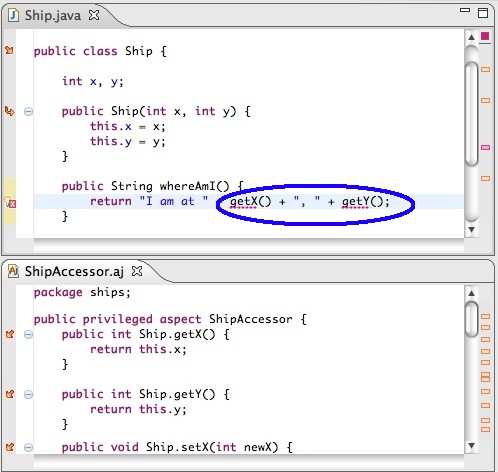 Ship.java
public class Ship {
int x, y;
public Ship(int x, int y) {
this.x = x;
this.y = y;
}
public String whereAmI() {
return "I am at " getX() + ", " + getY();
}
ShipAccessor.aj
package ships;
public privileged aspect ShipAccessor {
public int Ship.getX() {
return this.x;
}
public int Ship.getY() {
return this.y;
}
public void Ship.setX(int newX) {